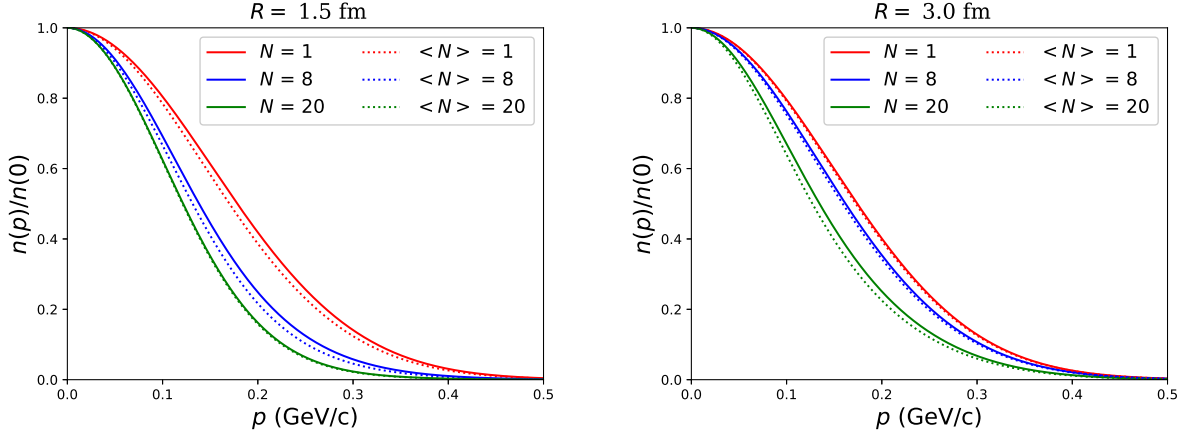 R = 1.5 fm
n(p)/n(0)
1.0
0.8
0.6
0.4
0.2
0.0
N = 1
N = 8
N = 20
< N > = 1
< N > = 8
< N > = 20
0.0 0.1 0.2 0.3 0.4 0.5
p (GeV/c)
R = 3.0 fm
n(p)/n(0)
1.0
0.8
0.6
0.4
0.2
0.0
N = 1
N = 8
N = 20
< N > = 1
< N > = 8
< N > = 20
0.0 0.1 0.2 0.3 0.4 0.5
p (GeV/c)